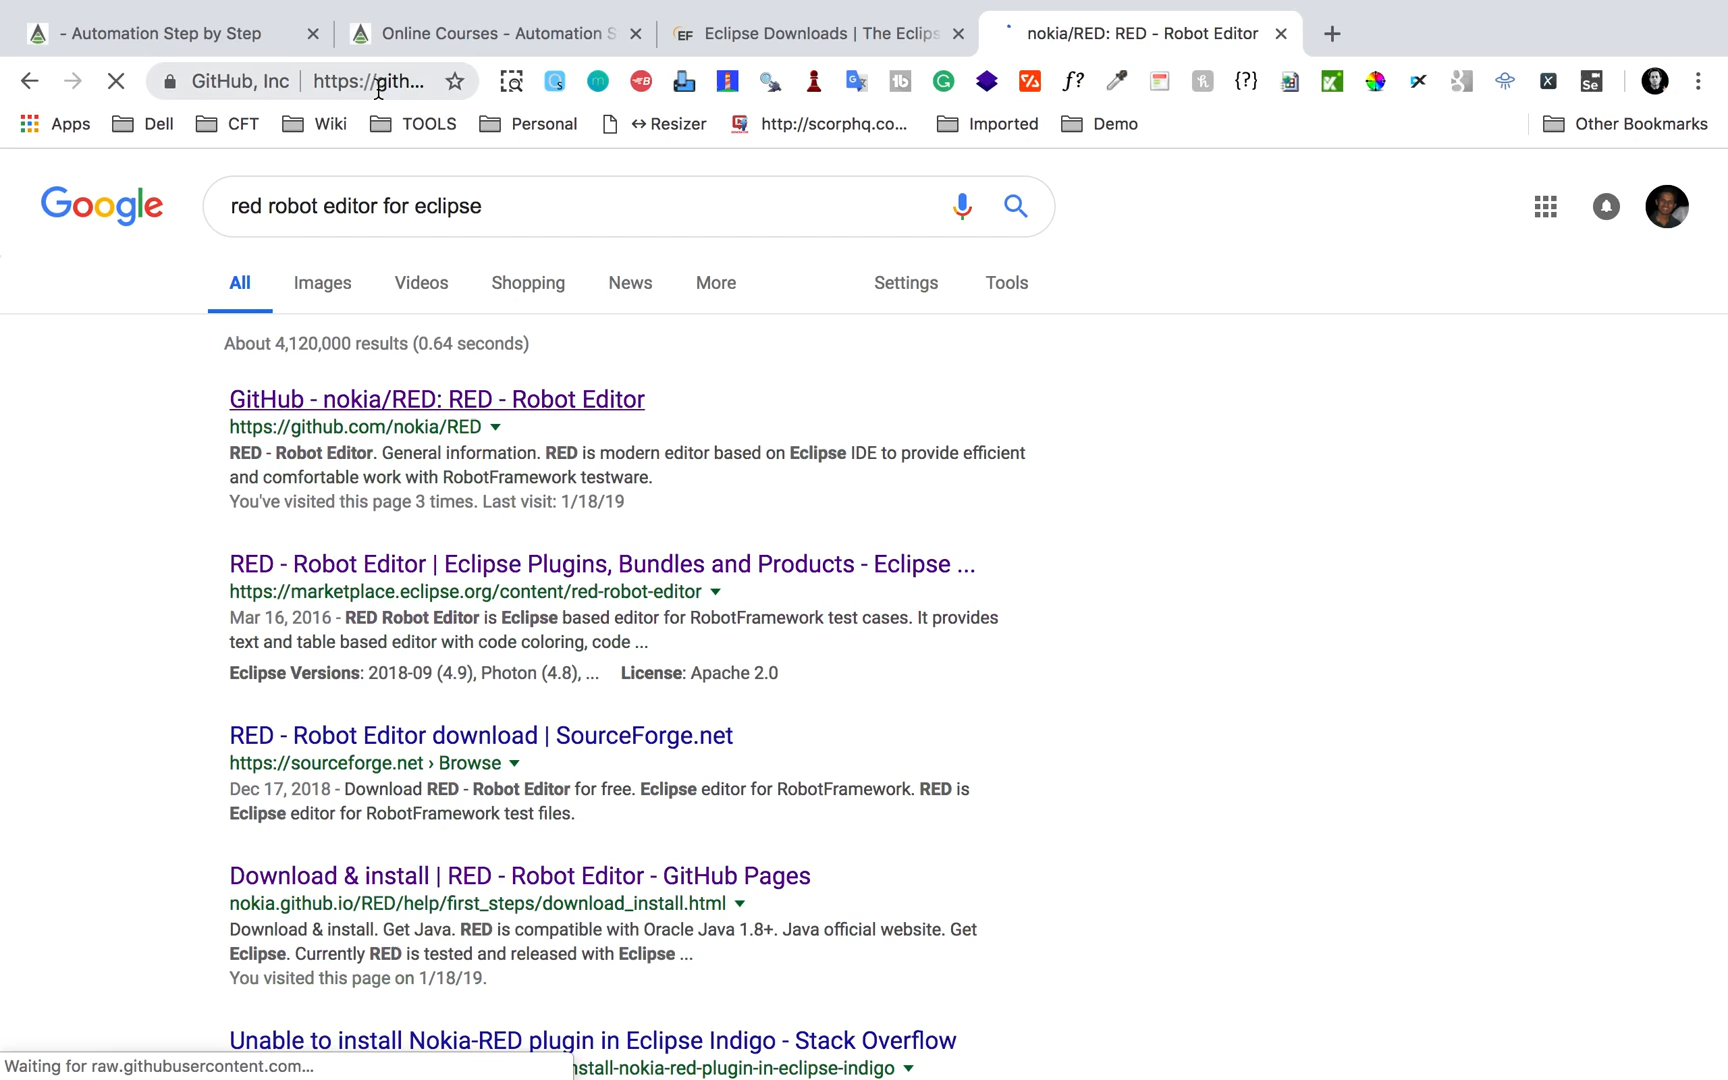 - Automation Step by Step
Online Courses - Automation S
Eclipse Downloads | The Eclips
nokia/RED: RED - Robot Editor
GitHub, Inc
https://gith...
Apps
Dell
CFT
Wiki
TOOLS
Personal
↔ Resizer
http://scorphq.co...
Imported
Demo
Other Bookmarks
Google
red robot editor for eclipse
All
Images
Videos
Shopping
News
More
Settings
Tools
About 4,120,000 results (0.64 seconds)
GitHub - nokia/RED: RED - Robot Editor
https://github.com/nokia/RED
RED - Robot Editor. General information. RED is modern editor based on Eclipse IDE to provide efficient
and comfortable work with RobotFramework testware.
You've visited this page 3 times. Last visit: 1/18/19
RED - Robot Editor | Eclipse Plugins, Bundles and Products - Eclipse ...
https://marketplace.eclipse.org/content/red-robot-editor
Mar 16, 2016 - RED Robot Editor is Eclipse based editor for RobotFramework test cases. It provides
text and table based editor with code coloring, code ...
Eclipse Versions: 2018-09 (4.9), Photon (4.8), ... License: Apache 2.0
RED - Robot Editor download | SourceForge.net
https://sourceforge.net › Browse
Dec 17, 2018 - Download RED - Robot Editor for free. Eclipse editor for RobotFramework. RED is
Eclipse editor for RobotFramework test files.
Download & install | RED - Robot Editor - GitHub Pages
nokia.github.io/RED/help/first_steps/download_install.html
Download & install. Get Java. RED is compatible with Oracle Java 1.8+. Java official website. Get
Eclipse. Currently RED is tested and released with Eclipse ...
You visited this page on 1/18/19.
Unable to install Nokia-RED plugin in Eclipse Indigo - Stack Overflow
nstall-nokia-red-plugin-in-eclipse-indigo
Waiting for raw.githubusercontent.com...